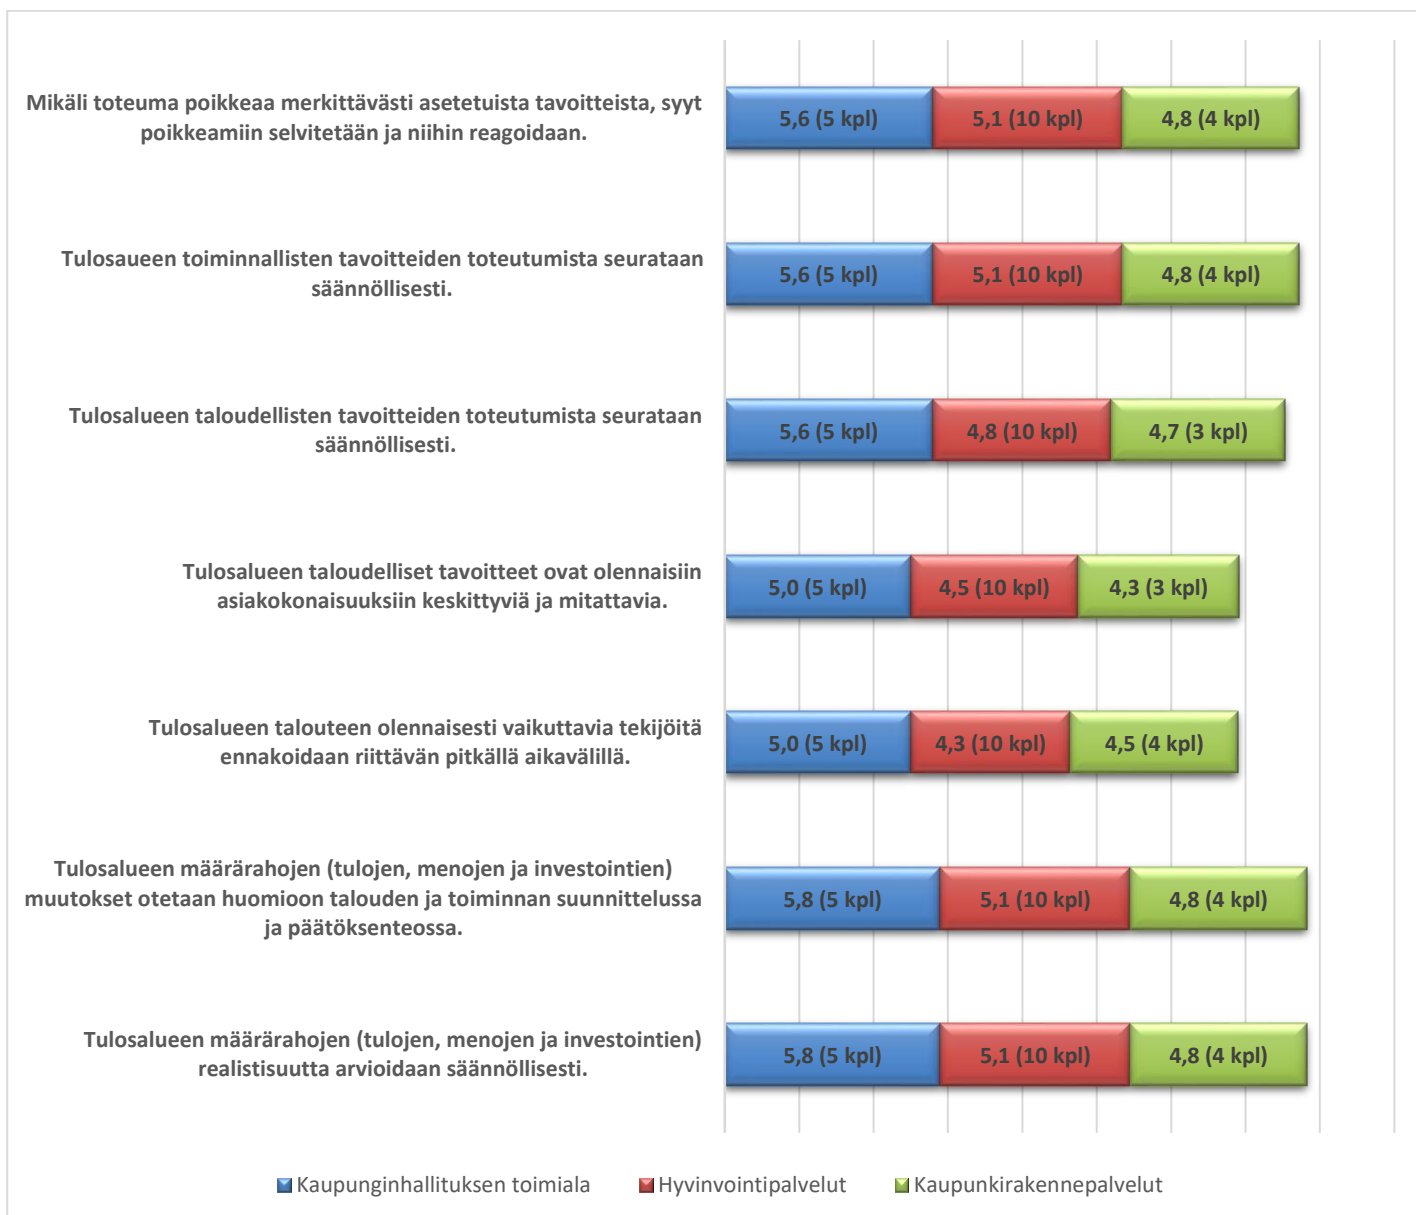 Mikäli toteuma poikkeaa merkittävästi asetetuista tavoitteista, syyt
poikkeamiin selvitetään ja niihin reagoidaan.
5,6 (5 kpl) 5,1 (10 kpl) 4,8 (4 kpl)
Tulosaueen toiminnallisten tavoitteiden toteutumista seurataan
säännöllisesti.
5,6 (5 kpl) 5,1 (10 kpl) 4,8 (4 kpl)
Tulosalueen taloudellisten tavoitteiden toteutumista seurataan
säännöllisesti.
5,6 (5 kpl) 4,8 (10 kpl) 4,7 (3 kpl)
Tulosalueen taloudelliset tavoitteet ovat olennaisiin
asiakokonaisuuksiin keskittyviä ja mitattavia.
5,0 (5 kpl) 4,5 (10 kpl) 4,3 (3 kpl)
Tulosalueen talouteen olennaisesti vaikuttavia tekijöitä
ennakoidaan riittävän pitkällä aikavälillä.
5,0 (5 kpl) 4,3 (10 kpl) 4,5 (4 kpl)
Tulosalueen määrärahojen (tulojen, menojen ja investointien)
muutokset otetaan huomioon talouden ja toiminnan suunnittelussa
ja päätöksenteossa.
5,8 (5 kpl) 5,1 (10 kpl) 4,8 (4 kpl)
Tulosalueen määrärahojen (tulojen, menojen ja investointien)
realistisuutta arvioidaan säännöllisesti.
5,8 (5 kpl) 5,1 (10 kpl) 4,8 (4 kpl)
Kaupunginhallituksen toimiala Hyvinvointipalvelut Kaupunkirakennepalvelut